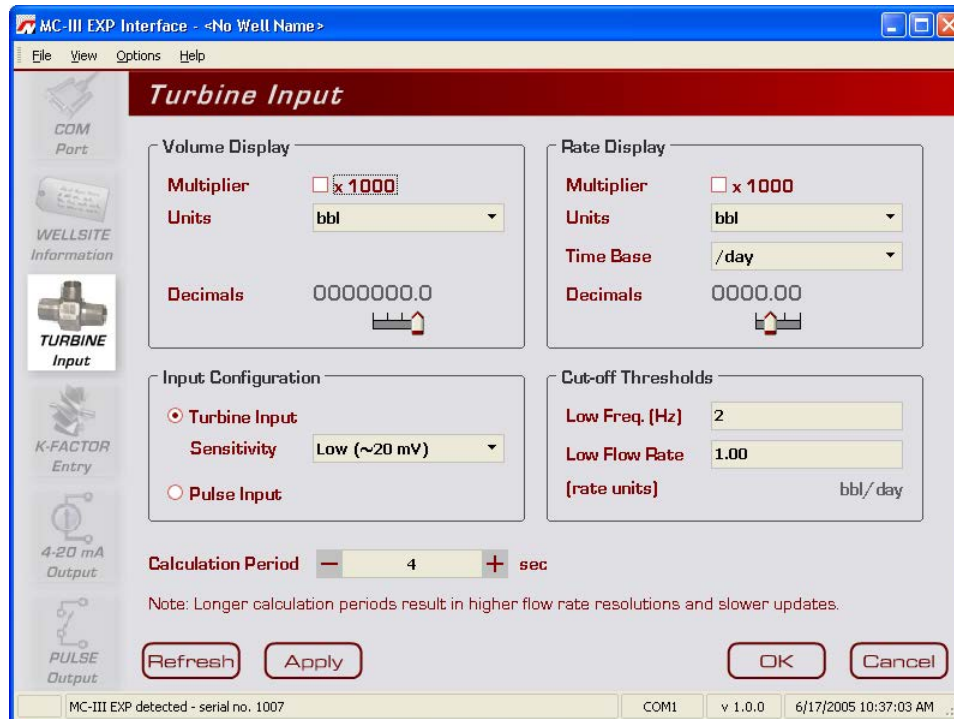 MC-III EXP Interface - <No Well Name>
File View Options Help
COM
Port
WELLSITE
Information
TURBINE
Input
K-FACTOR
Entry
4-20 mA
Output
PULSE
Output
Turbine Input
Volume Display
Multiplier x 1000
Units bbl
Decimals 0000000.0
Rate Display
Multiplier x 1000
Units bbl
Time Base /day
Decimals 0000.00
Input Configuration
Turbine Input
Sensitivity Low (~20 mV)
Pulse Input
Cut-off Thresholds
Low Freq. (Hz) 2
Low Flow Rate 1.00
(rate units) bbl/day
Calculation Period − 4 + sec
Note: Longer calculation periods result in higher flow rate resolutions and slower updates.
Refresh Apply OK Cancel
MC-III EXP detected - serial no. 1007 COM1 v 1.0.0 6/17/2005 10:37:03 AM